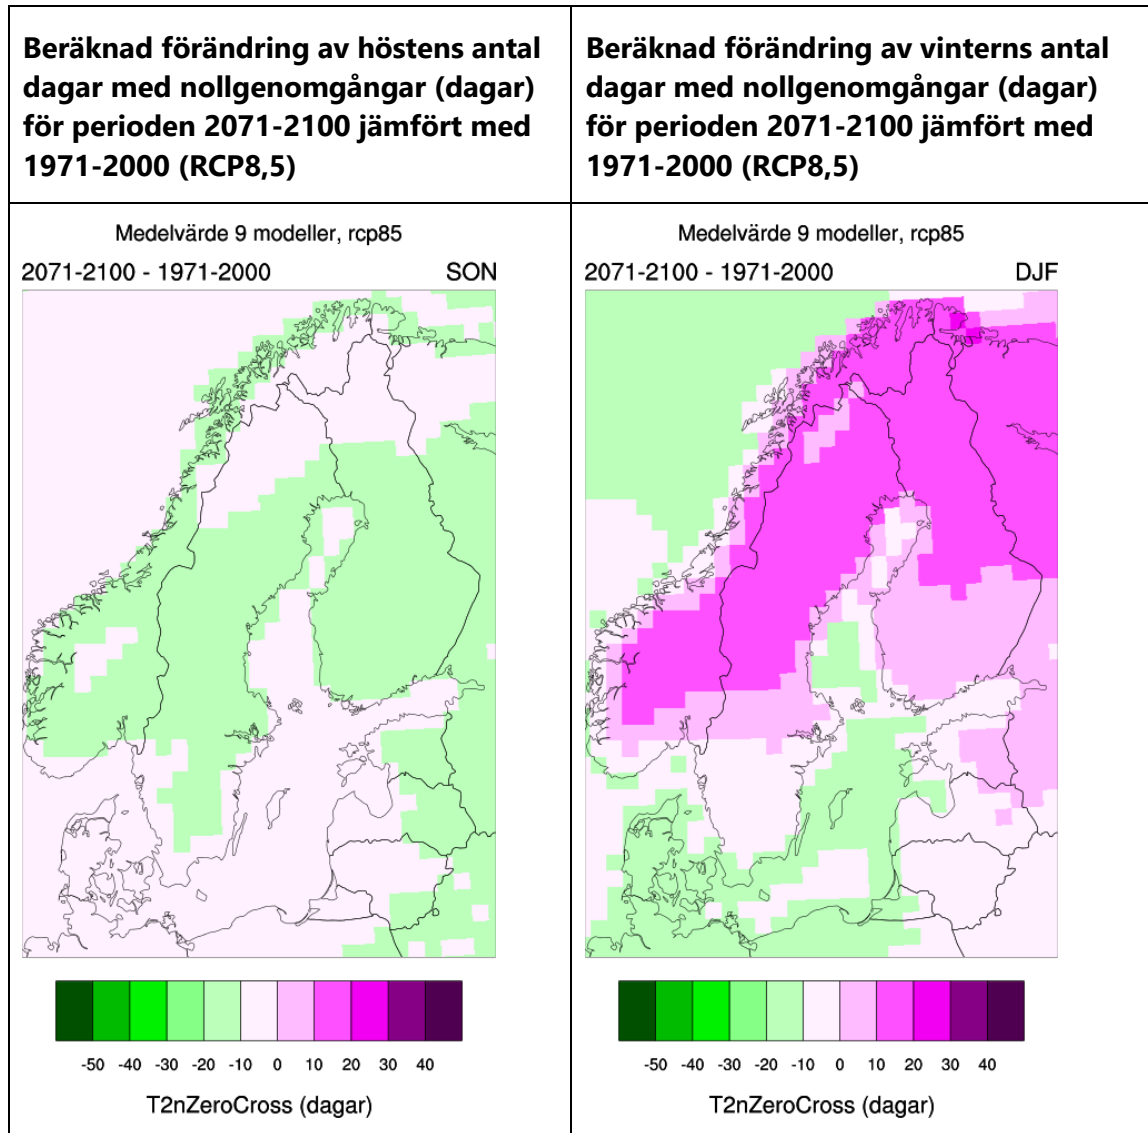 Beräknad förändring av höstens antal
dagar med nollgenomgångar (dagar)
för perioden 2071-2100 jämfört med
1971-2000 (RCP8,5)
Beräknad förändring av vinterns antal
dagar med nollgenomgångar (dagar)
för perioden 2071-2100 jämfört med
1971-2000 (RCP8,5)
Medelvärde 9 modeller, rcp85
2071-2100 - 1971-2000 SON
-50 -40 -30 -20 -10 0 10 20 30 40
T2nZeroCross (dagar)
Medelvärde 9 modeller, rcp85
2071-2100 - 1971-2000 DJF
-50 -40 -30 -20 -10 0 10 20 30 40
T2nZeroCross (dagar)